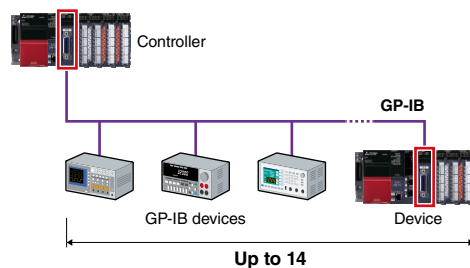 Controller
GP-IB
GP-IB devices
Device
Up to 14